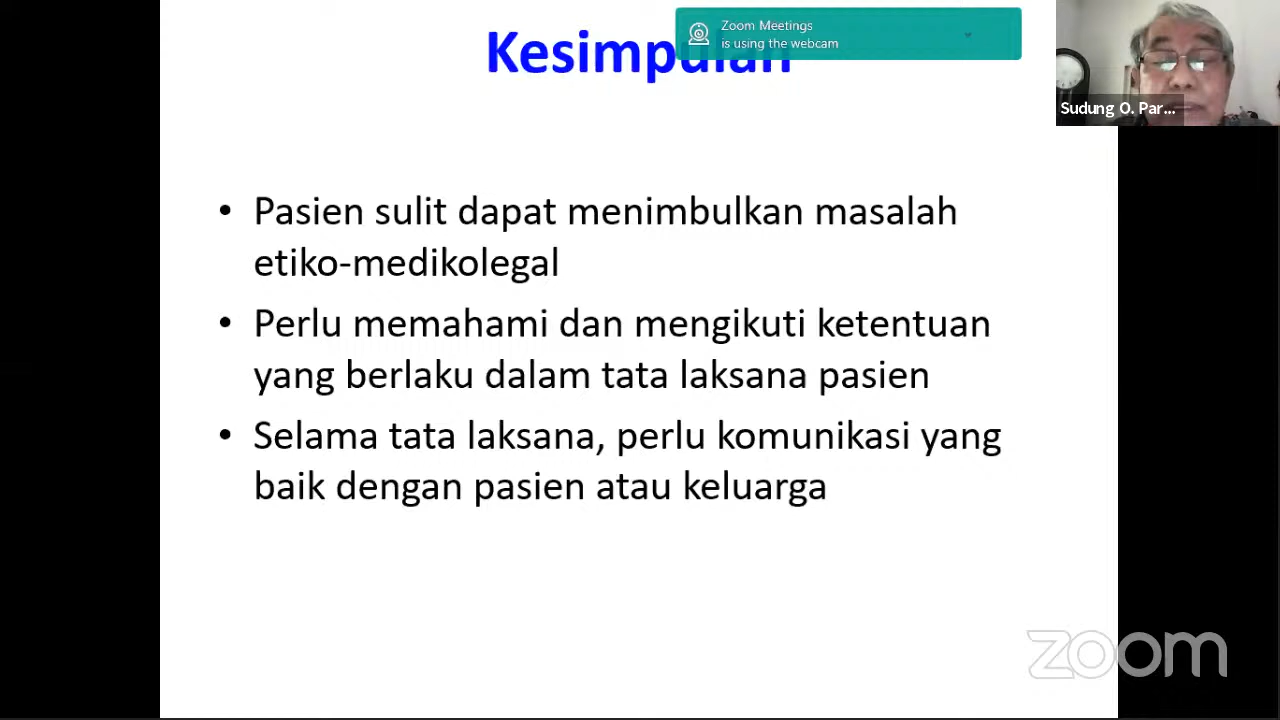 Kesimpulan
Zoom Meetings
is using the webcam
Sudung O. Par...
• Pasien sulit dapat menimbulkan masalah
etiko-medikolegal
• Perlu memahami dan mengikuti ketentuan
yang berlaku dalam tata laksana pasien
• Selama tata laksana, perlu komunikasi yang
baik dengan pasien atau keluarga
zoom